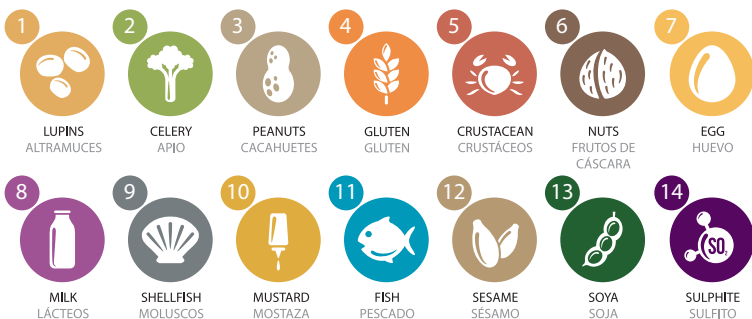 1 2 3 4 5 6 7
LUPINS CELERY PEANUTS GLUTEN CRUSTACEAN NUTS EGG
ALTRAMUCES APIO CACAHUETES GLUTEN CRUSTÁCEOS FRUTOS DE HUEVO
CÁSCARA
8 9 10 11 12 13 14
SO₂
MILK SHELLFISH MUSTARD FISH SESAME SOYA SULPHITE
LÁCTEOS MOLUSCOS MOSTAZA PESCADO SÉSAMO SOJA SULFITO